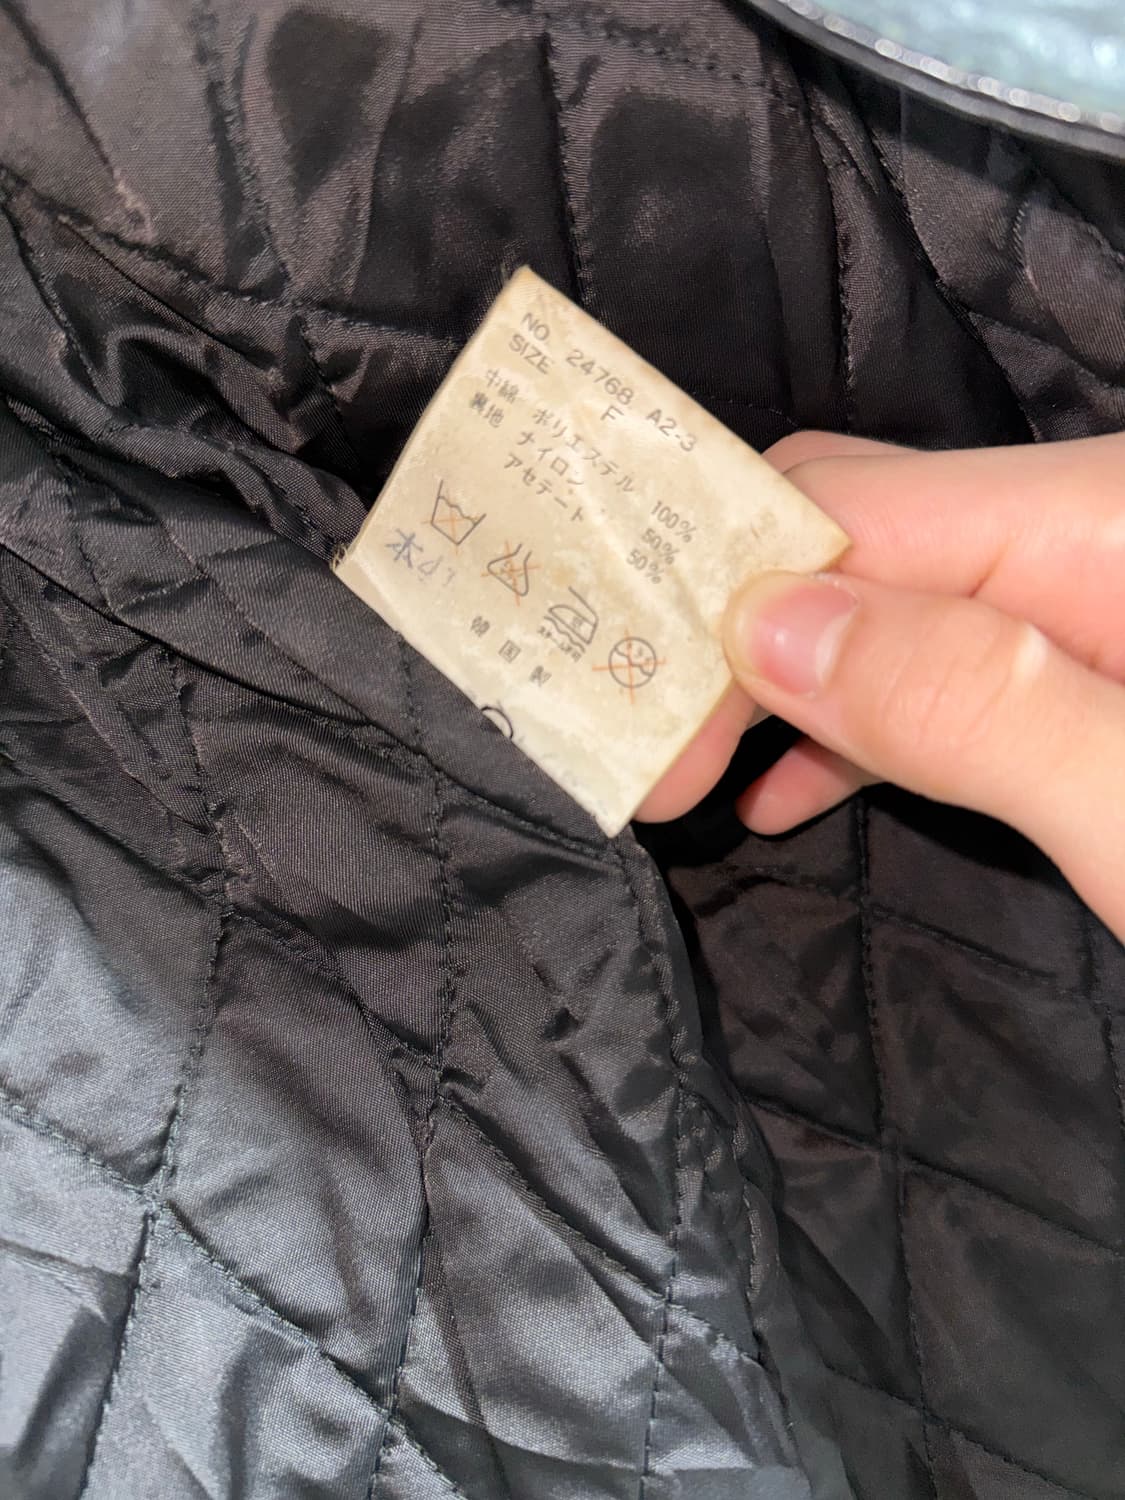 NO. 24768 A2-3
SIZE F
中綿 ポリエステル 100%
裏地 ナイロン 50%
アセテート 50%
韓国製